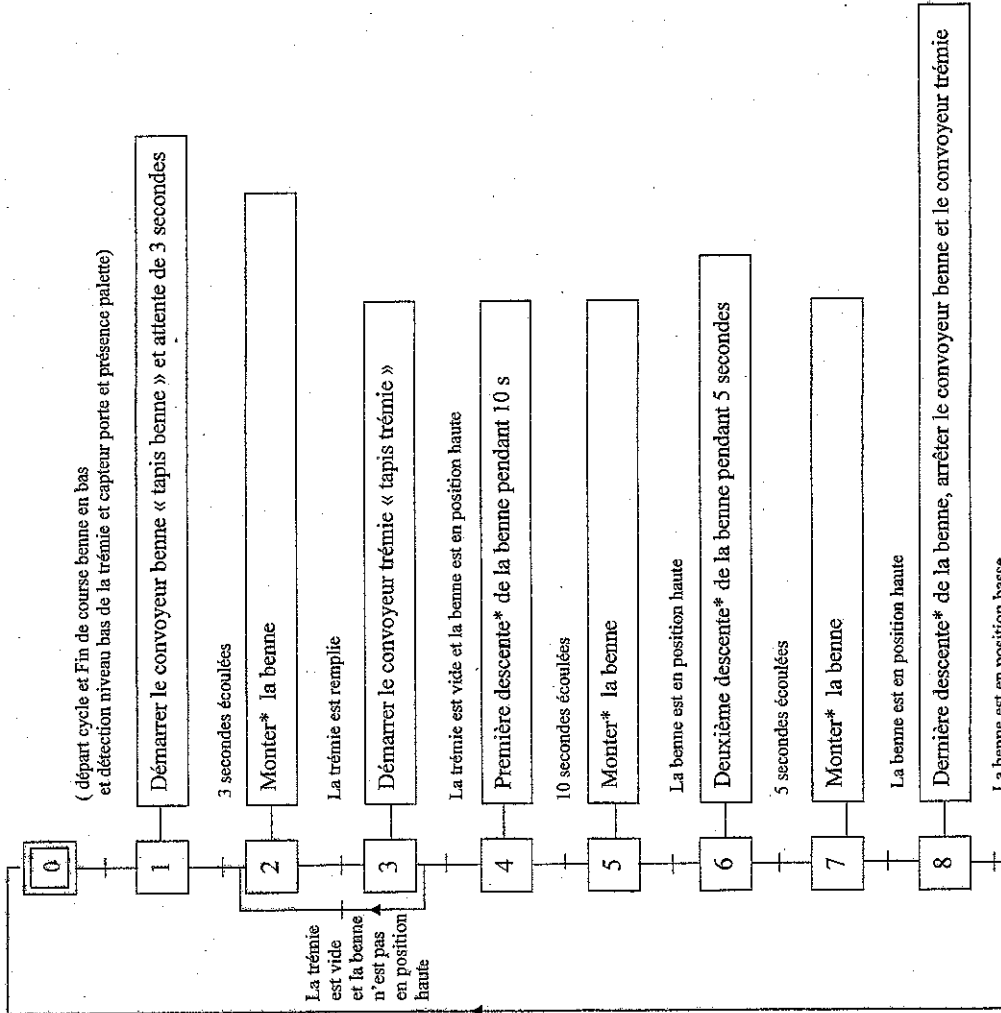 0
( départ cycle et Fin de course benne en bas
et détection niveau bas de la trémie et capteur porte et présence palette)
1
Démarrer le convoyeur benne « tapis benne » et attente de 3 secondes
3 secondes écoulées
2
Monter* la benne
La trémie est remplie
La trémie
est vide
et la benne
n'est pas
en position
haute
3
Démarrer le convoyeur trémie « tapis trémie »
La trémie est vide et la benne est en position haute
4
Première descente* de la benne pendant 10 s
10 secondes écoulées
5
Monter* la benne
La benne est en position haute
6
Deuxième descente* de la benne pendant 5 secondes
5 secondes écoulées
7
Monter* la benne
La benne est en position haute
8
Dernière descente* de la benne, arrêter le convoyeur benne et le convoyeur trémie
La benne est en position basse